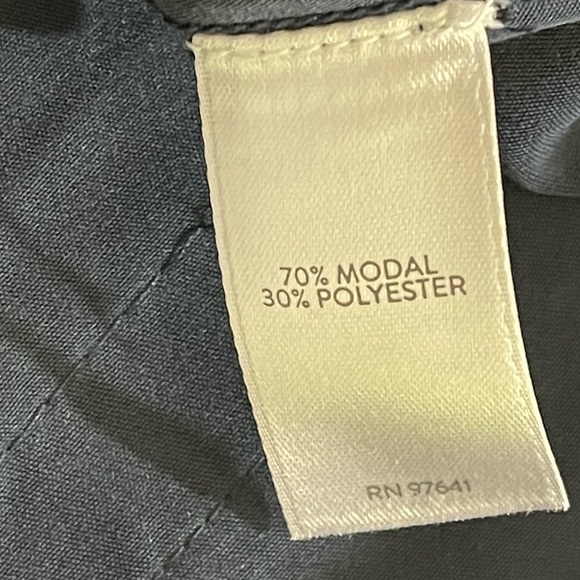 70% MODAL
30% POLYESTER
RN 97641